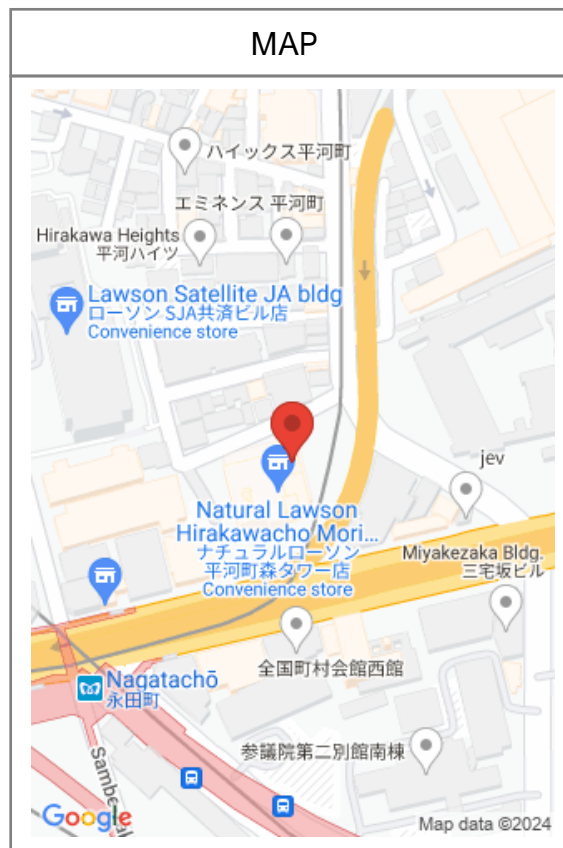 MAP
ハイックス平河町
エミネンス 平河町
Hirakawa Heights
平河ハイツ
Lawson Satellite JA bldg
ローソン SJA共済ビル店
Convenience store
jev
Natural Lawson
Hirakawacho Mori...
ナチュラルローソン
平河町森タワー店
Convenience store
Miyakezaka Bldg.
三宅坂ビル
全国町村会館西館
Nagatachō
永田町
参議院第二別館南棟
Google
Map data ©2024